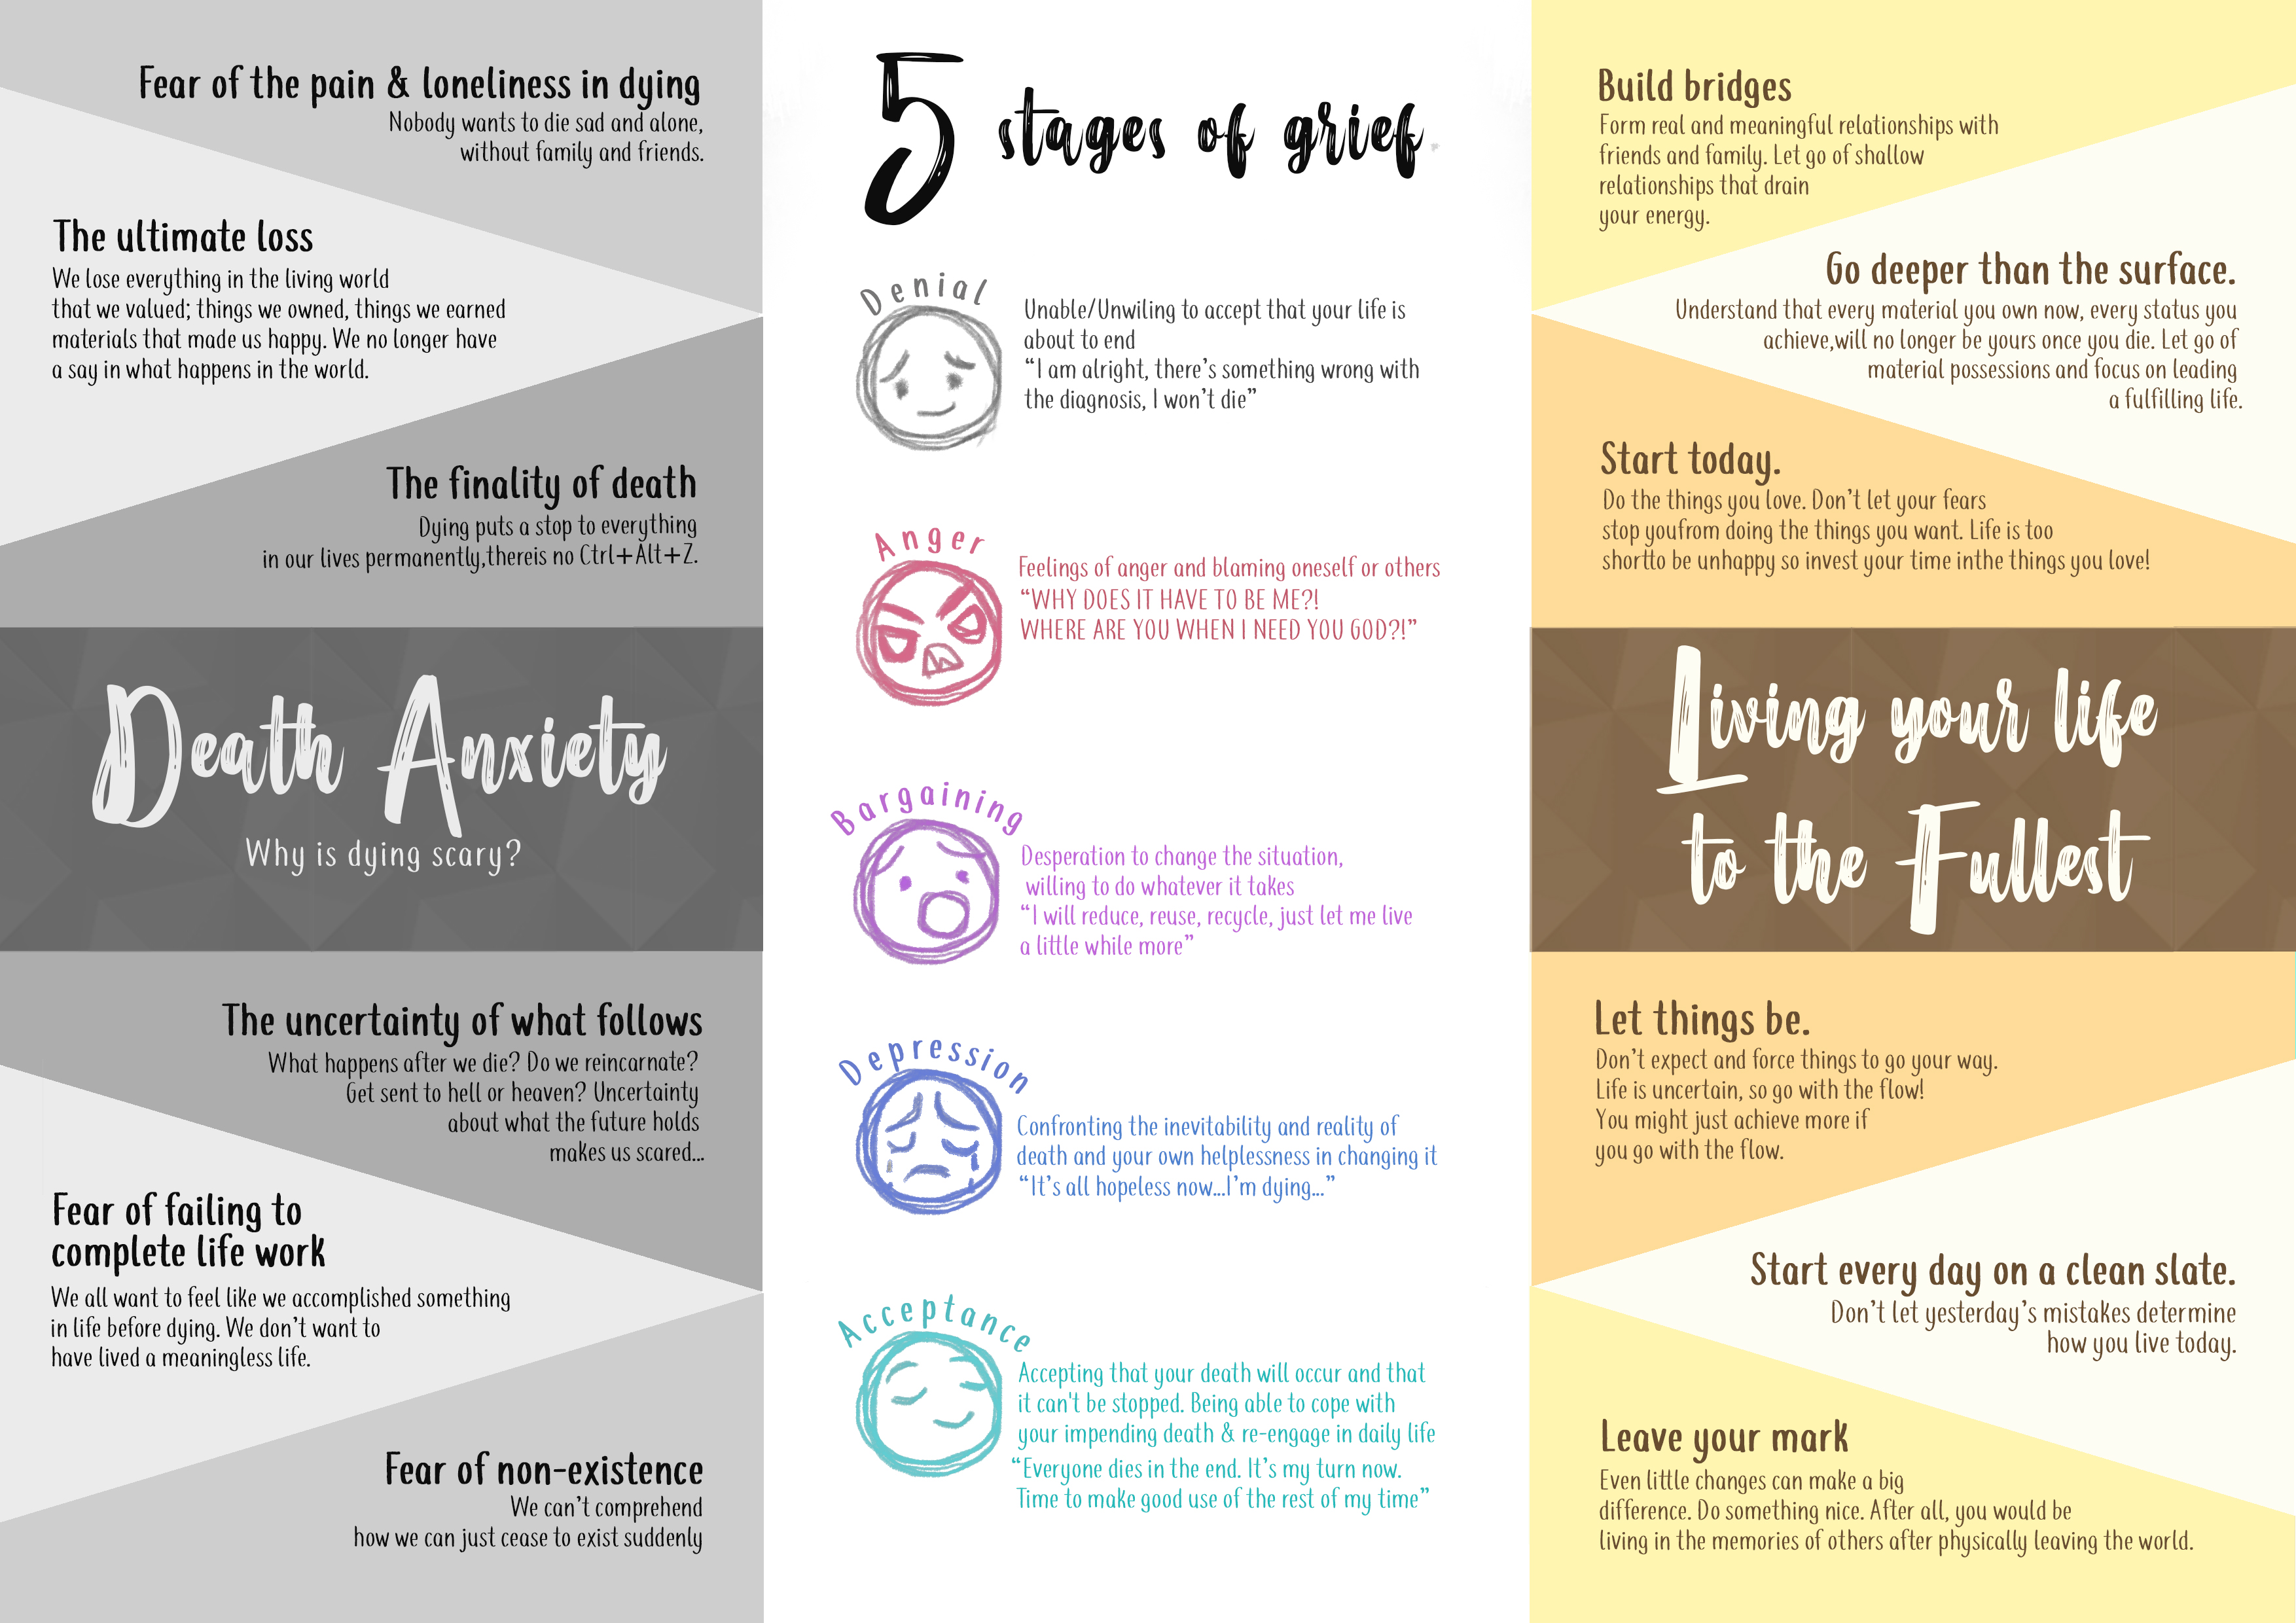 Fear of the pain & loneliness in dying
Nobody wants to die sad and alone,
without family and friends.
The ultimate loss
We lose everything in the living world
that we valued; things we owned, things we earned
materials that made us happy. We no longer have
a say in what happens in the world.
The finality of death
Dying puts a stop to everything
in our lives permanently,thereis no Ctrl+Alt+Z.
Death Anxiety
Why is dying scary?
The uncertainty of what follows
What happens after we die? Do we reincarnate?
Get sent to hell or heaven? Uncertainty
about what the future holds
makes us scared...
Fear of failing to
complete life work
We all want to feel like we accomplished something
in life before dying. We don't want to
have lived a meaningless life.
Fear of non-existence
We can't comprehend
how we can just cease to exist suddenly
5 stages of grief.
Denial
Unable/Unwiling to accept that your life is
about to end
“I am alright, there's something wrong with
the diagnosis, I won't die”
Anger
Feelings of anger and blaming oneself or others
“WHY DOES IT HAVE TO BE ME?!
WHERE ARE YOU WHEN I NEED YOU GOD?!”
Bargaining
Desperation to change the situation,
willing to do whatever it takes
“I will reduce, reuse, recycle, just let me live
a little while more”
Depression
Confronting the inevitability and reality of
death and your own helplessness in changing it
“It's all hopeless now...I'm dying...”
Acceptance
Accepting that your death will occur and that
it can't be stopped. Being able to cope with
your impending death & re-engage in daily life
“Everyone dies in the end. It's my turn now.
Time to make good use of the rest of my time”
Build bridges
Form real and meaningful relationships with
friends and family. Let go of shallow
relationships that drain
your energy.
Go deeper than the surface.
Understand that every material you own now, every status you
achieve,will no longer be yours once you die. Let go of
material possessions and focus on leading
a fulfilling life.
Start today.
Do the things you love. Don't let your fears
stop youfrom doing the things you want. Life is too
shortto be unhappy so invest your time inthe things you love!
Living your life
to the Fullest
Let things be.
Don't expect and force things to go your way.
Life is uncertain, so go with the flow!
You might just achieve more if
you go with the flow.
Start every day on a clean slate.
Don't let yesterday's mistakes determine
how you live today.
Leave your mark
Even little changes can make a big
difference. Do something nice. After all, you would be
living in the memories of others after physically leaving the world.